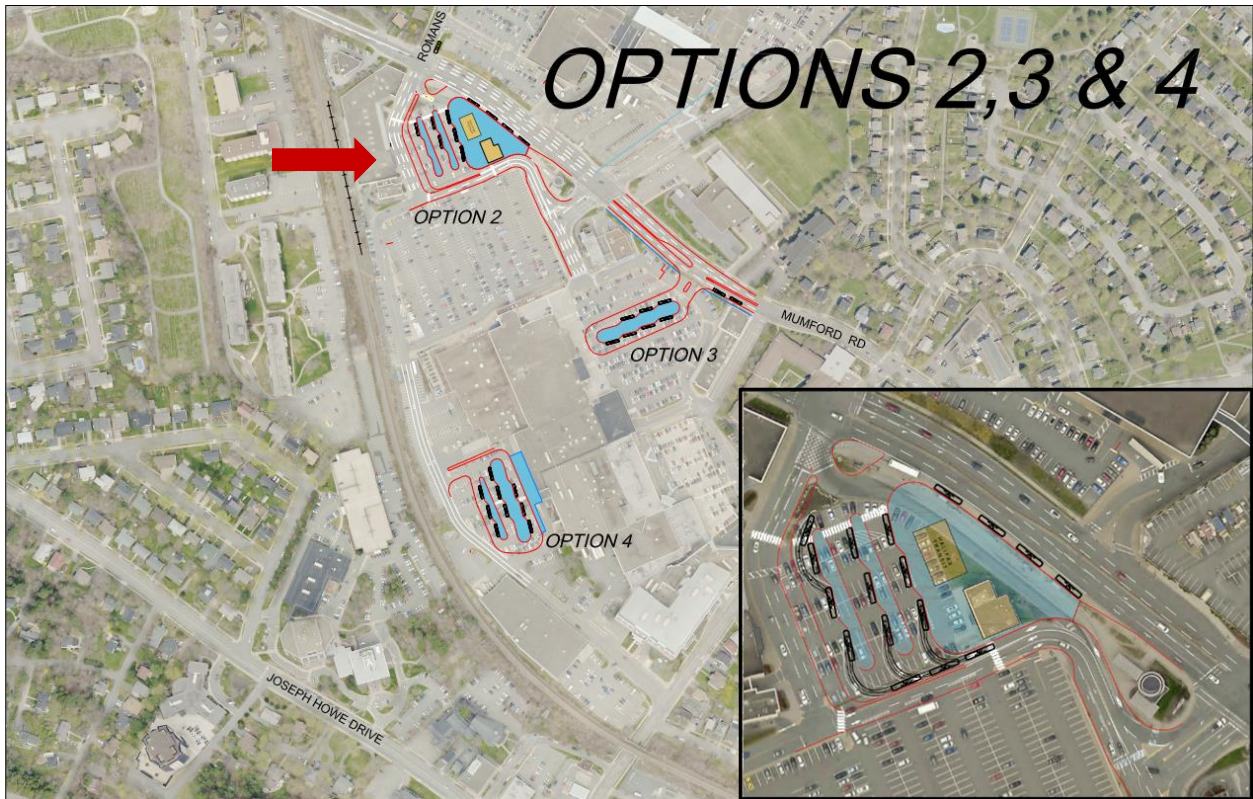 OPTIONS 2,3 & 4
ROMANS
OPTION 2
OPTION 3
MUMFORD RD
OPTION 4
JOSEPH HOWE DRIVE